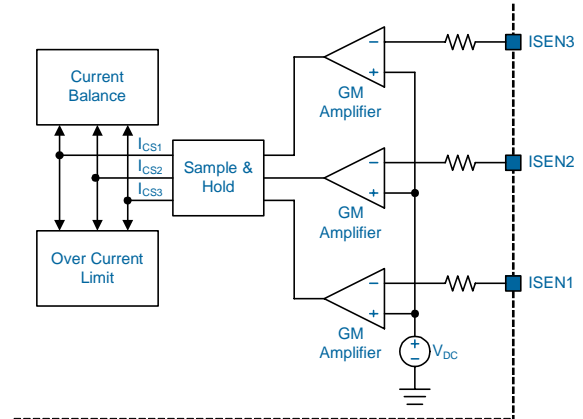 ISEN3
Current
Balance
GM
Amplifier
ICS1
ICS2
ICS3
Sample &
Hold
ISEN2
GM
Amplifier
Over Current
Limit
ISEN1
GM
Amplifier
VDC
− + − + − + + −